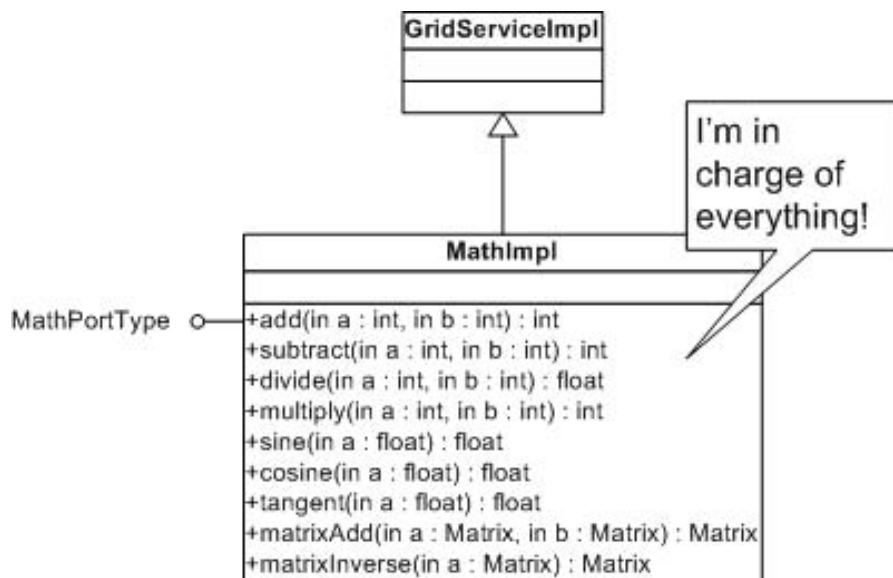 GridServiceImpl
I'm in
charge of
everything!
MathImpl
MathPortType
+add(in a : int, in b : int) : int
+subtract(in a : int, in b : int) : int
+divide(in a : int, in b : int) : float
+multiply(in a : int, in b : int) : int
+sine(in a : float) : float
+cosine(in a : float) : float
+tangent(in a : float) : float
+matrixAdd(in a : Matrix, in b : Matrix) : Matrix
+matrixInverse(in a : Matrix) : Matrix